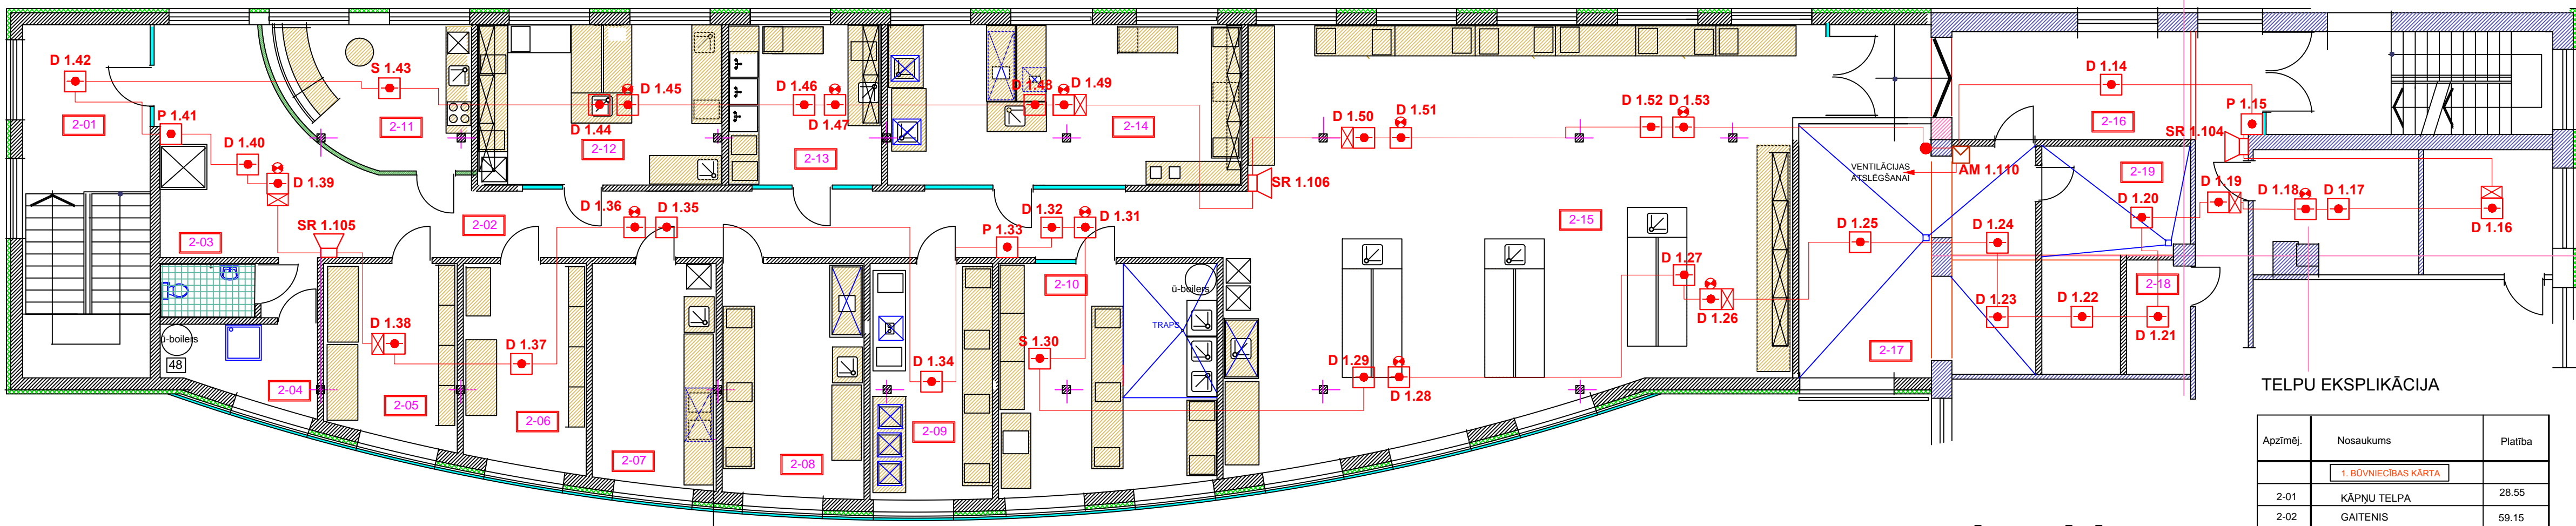 D 1.42
S 1.43
P 1.41
2-01
2-11
D 1.40
D 1.39
D 1.44
D 1.45
2-12
D 1.46
D 1.47
2-13
D 1.48
D 1.49
2-14
D 1.50
D 1.51
D 1.52
D 1.53
D 1.14
P 1.15
2-16
SR 1.104
VENTILĀCIJAS
ATSLĒGŠANAI
AM 1.110
2-19
D 1.19
D 1.18
D 1.17
D 1.16
D 1.20
SR 1.106
SR 1.105
2-03
2-02
D 1.36
D 1.35
P 1.33
D 1.32
D 1.31
2-15
D 1.25
D 1.24
D 1.27
D 1.26
2-10
ū-boilers
2-18
D 1.23
D 1.22
D 1.21
TRAPS
ū-boilers
48
D 1.38
D 1.37
S 1.30
D 1.34
D 1.29
D 1.28
2-17
2-04
2-05
2-06
2-07
2-08
2-09
TELPU EKSPLIKĀCIJA
Apzīmēj. Nosaukums Platība
1. BŪVNIECĪBAS KĀRTA
2-01 KĀPŅU TELPA 28.55
2-02 GAITENIS 59.15